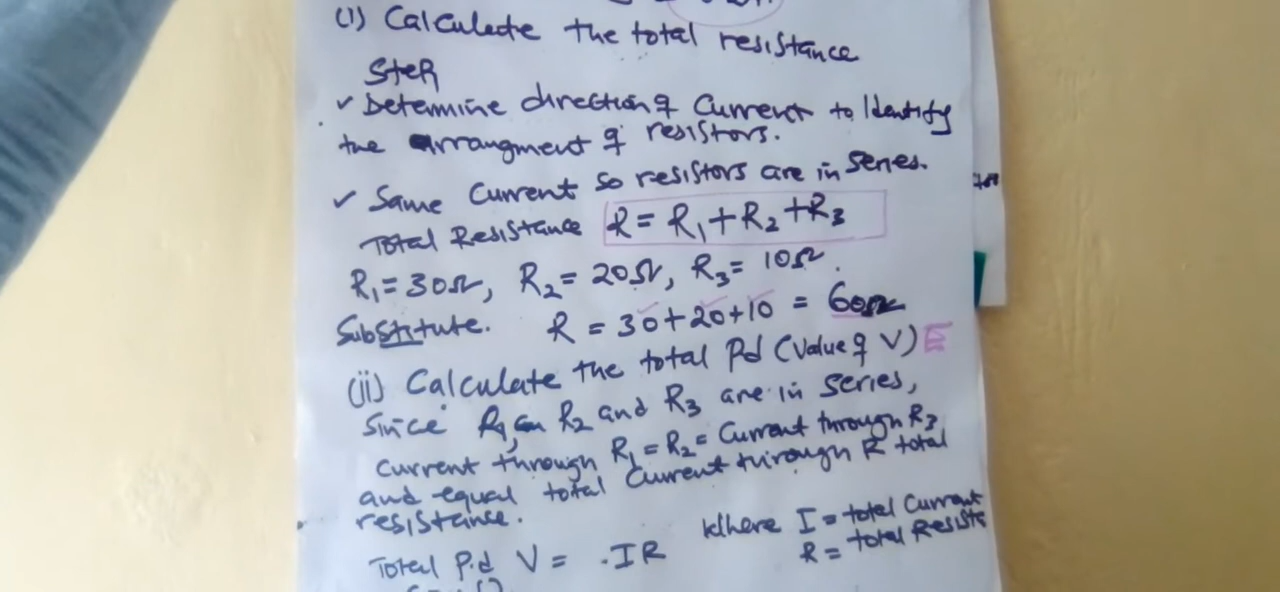 (i) Calculate the total resistance
Step
✓ Determine direction of Current to Identify
the arrangment of resistors.
✓ Same Current so resistors are in Series.
Total Resistance R = R₁ + R₂ + R₃
R₁ = 30Ω, R₂ = 20Ω, R₃ = 10Ω.
Substitute. R = 30 + 20 + 10 = 60Ω
(ii) Calculate the total Pd (Value of V) E
Since R₁, R₂ and R₃ are in Series,
Current through R₁ = R₂ = Current through R₃
and equal total Current through R total
resistance.
Total P.d V = .IR Where I = total Current
R = total Resista